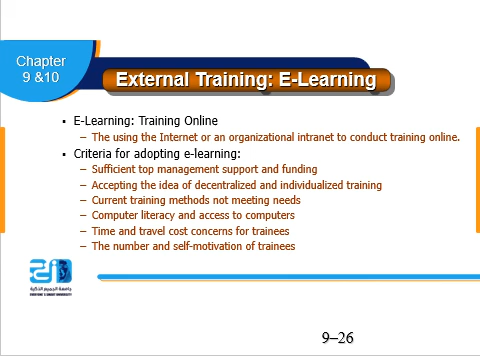 Chapter
9 &10
External Training: E-Learning
▪ E-Learning: Training Online
– The using the Internet or an organizational intranet to conduct training online.
▪ Criteria for adopting e-learning:
– Sufficient top management support and funding
– Accepting the idea of decentralized and individualized training
– Current training methods not meeting needs
– Computer literacy and access to computers
– Time and travel cost concerns for trainees
– The number and self-motivation of trainees
9–26